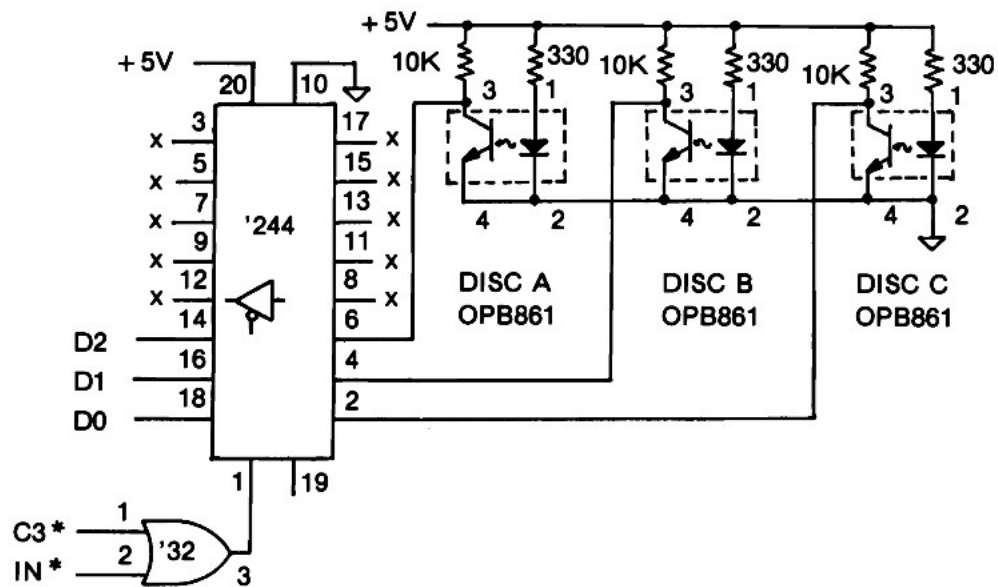 +5V
+5V
20
10
10K
330
10K
330
10K
330
3
1
3
1
3
1
3
17
x
x
5
15
x
x
7
13
x
x
'244
9
11
x
x
12
8
x
x
4
2
4
2
4
2
DISC A
OPB861
DISC B
OPB861
DISC C
OPB861
14
6
D2
16
4
D1
18
2
D0
1
19
C3*
1
'32
IN*
2
3